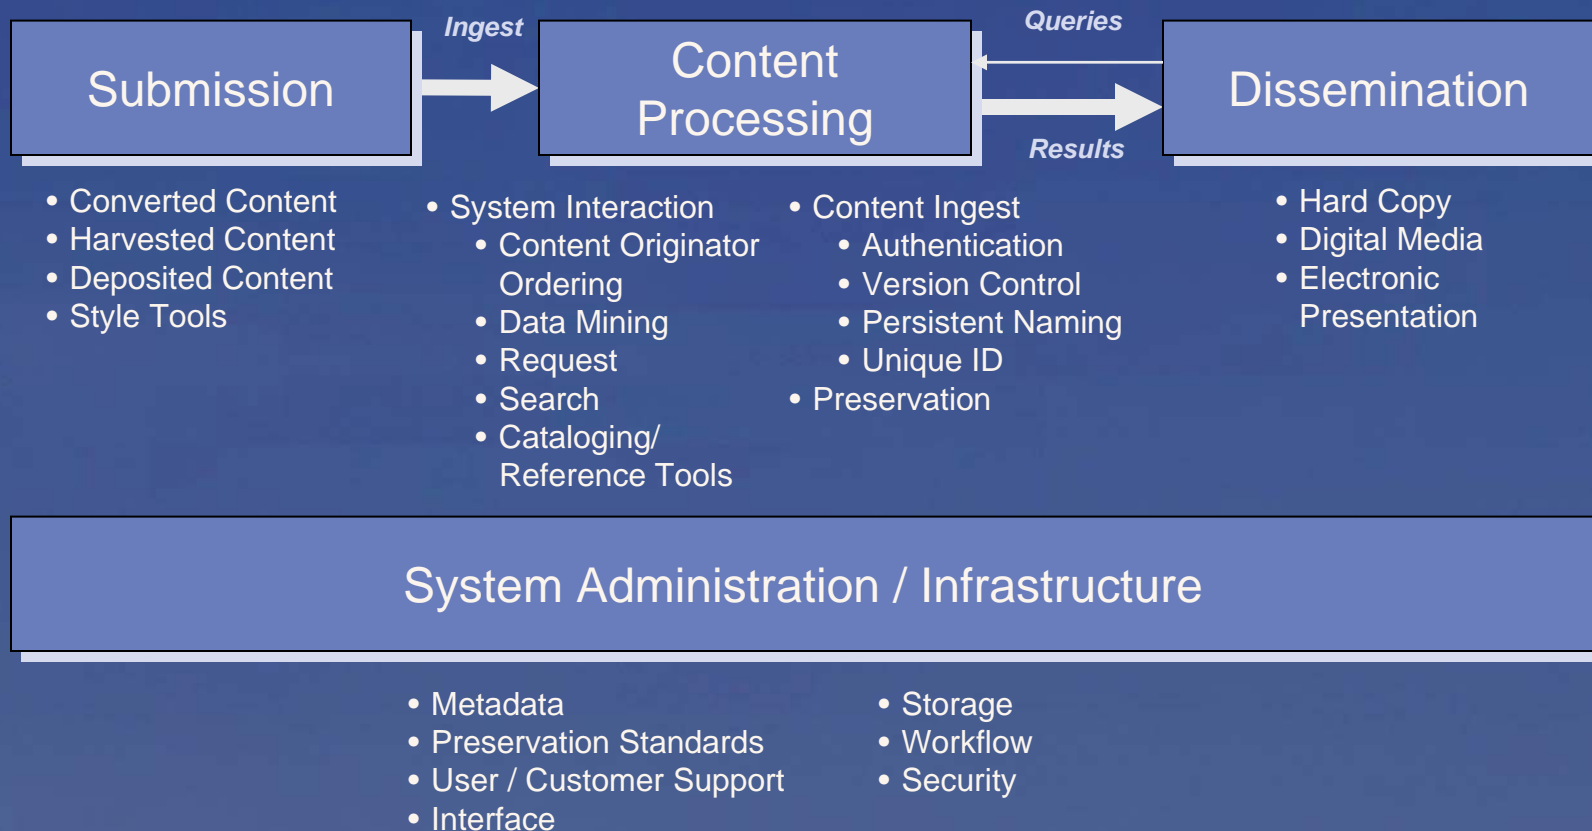 Ingest
Queries
Submission
Content
Processing
Dissemination
Results
• Converted Content
• Harvested Content
• Deposited Content
• Style Tools
• System Interaction
• Content Originator
Ordering
• Data Mining
• Request
• Search
• Cataloging/
Reference Tools
• Content Ingest
• Authentication
• Version Control
• Persistent Naming
• Unique ID
• Preservation
• Hard Copy
• Digital Media
• Electronic
Presentation
System Administration / Infrastructure
• Metadata
• Preservation Standards
• User / Customer Support
• Interface
• Storage
• Workflow
• Security